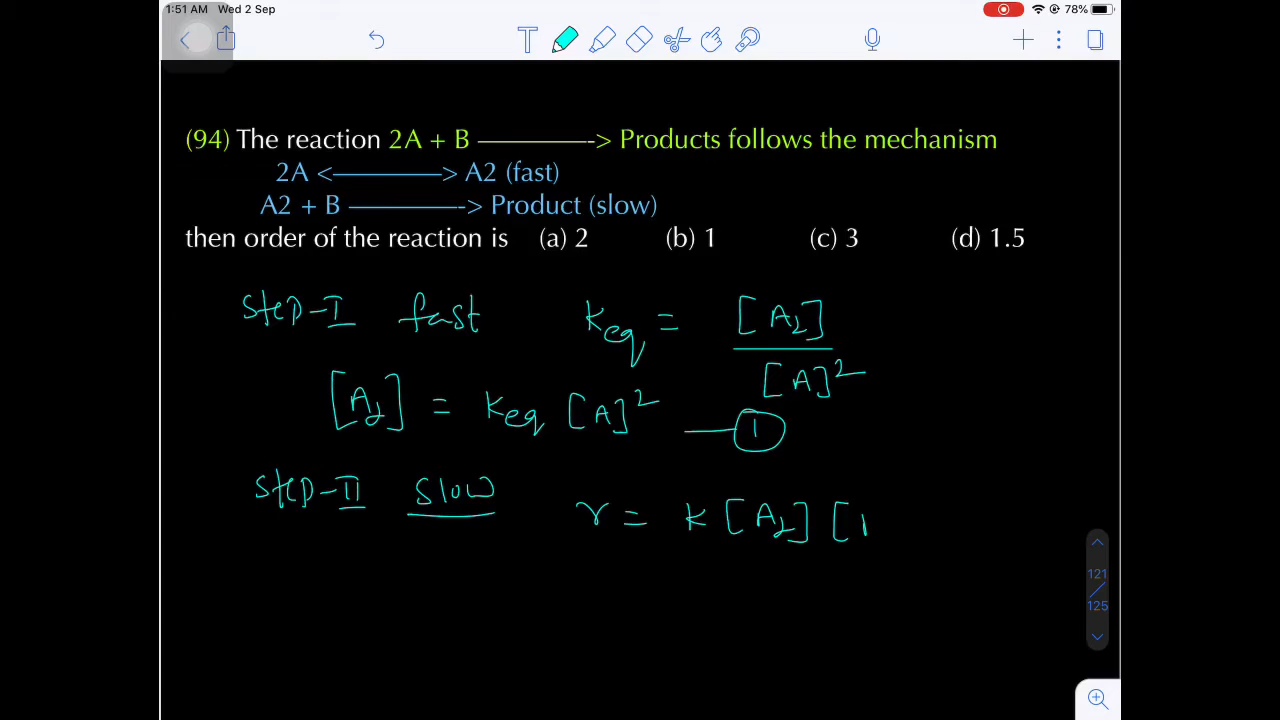 1:51 AM Wed 2 Sep
78%
(94) The reaction 2A + B —————-> Products follows the mechanism
2A <—————> A2 (fast)
A2 + B —————-> Product (slow)
then order of the reaction is (a) 2 (b) 1 (c) 3 (d) 1.5
Step-I fast Keq = [A2] / [A]^2
[A2] = Keq [A]^2 — 1
Step-II slow r = K [A2] [
121
125